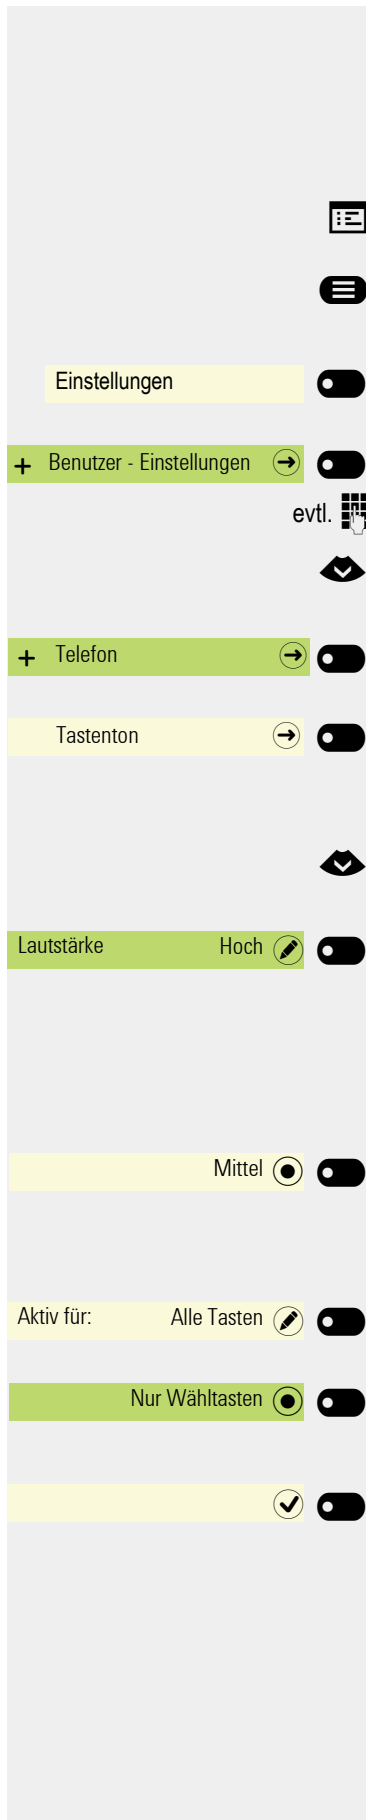 Einstellungen
+ Benutzer - Einstellungen
evtl.
+ Telefon
Tastenton
Lautstärke Hoch
Mittel
Aktiv für: Alle Tasten
Nur Wähltasten